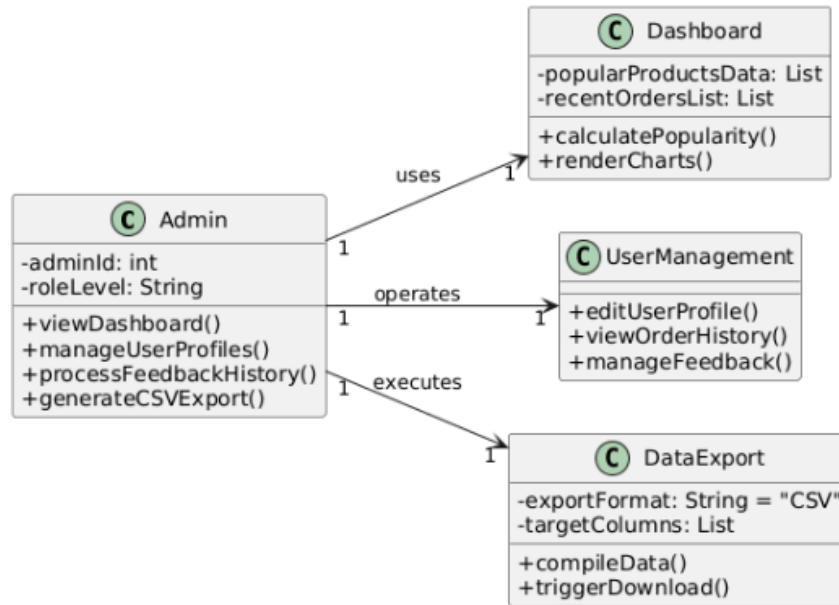 C Dashboard
-popularProductsData: List
-recentOrdersList: List
+calculatePopularity()
+renderCharts()
uses
1
1
C Admin
-adminId: int
-roleLevel: String
+viewDashboard()
+manageUserProfiles()
+processFeedbackHistory()
+generateCSVExport()
operates
1
1
C UserManagement
+editUserProfile()
+viewOrderHistory()
+manageFeedback()
executes
1
1
C DataExport
-exportFormat: String = "CSV"
-targetColumns: List
+compileData()
+triggerDownload()